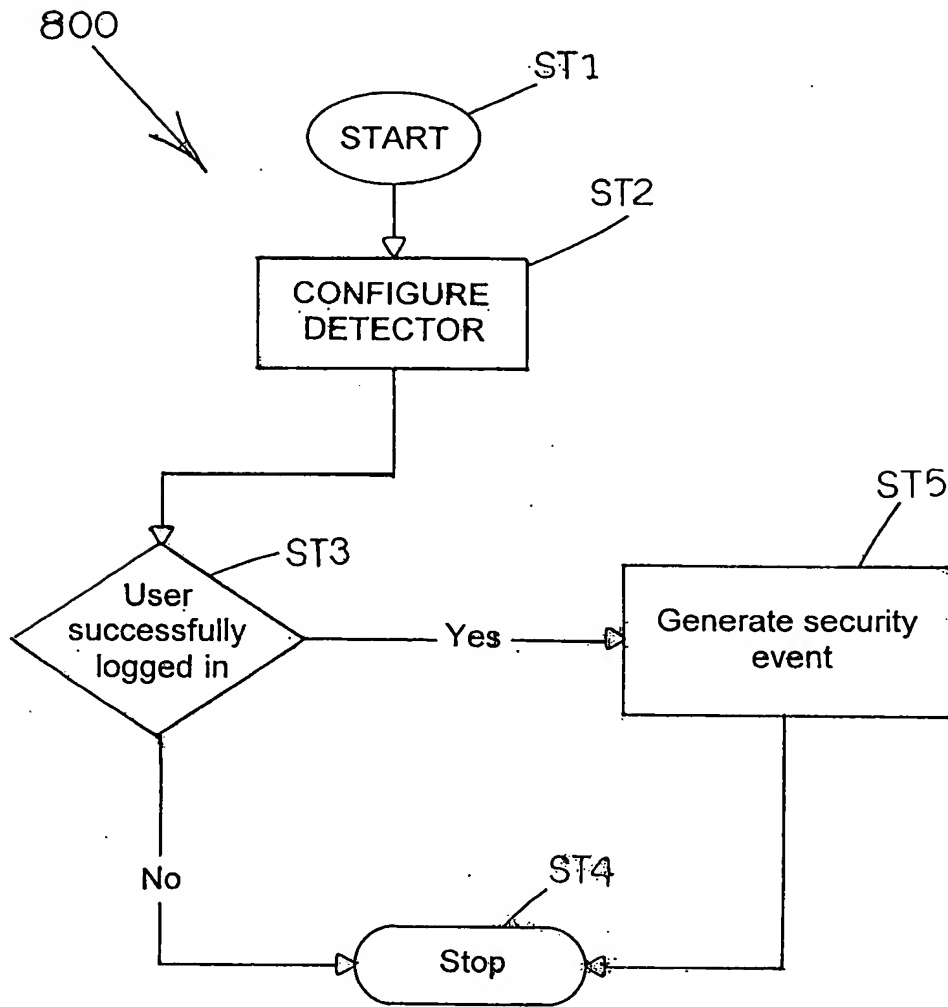 800
ST1
START
ST2
CONFIGURE
DETECTOR
ST5
ST3
User
successfully
logged in
Yes
Generate security
event
No
ST4
Stop